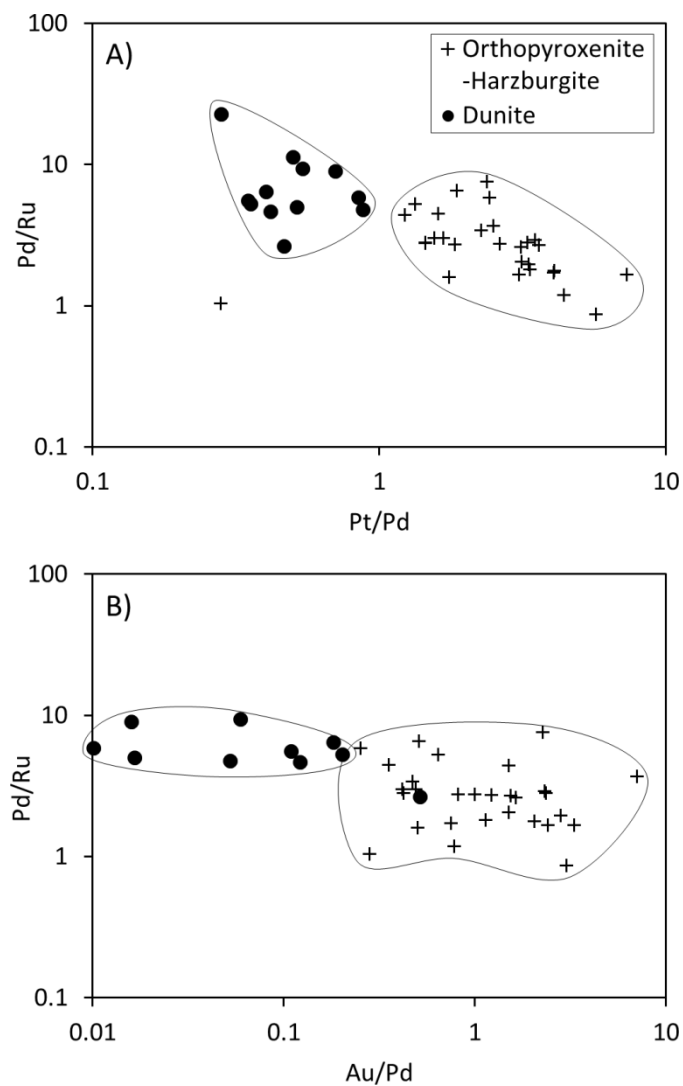 100
A)
+ Orthopyroxenite
-Harzburgite
● Dunite
10
Pd/Ru
1
0.1
0.1
1
10
Pt/Pd
100
B)
10
Pd/Ru
1
0.1
0.01
0.1
1
10
Au/Pd